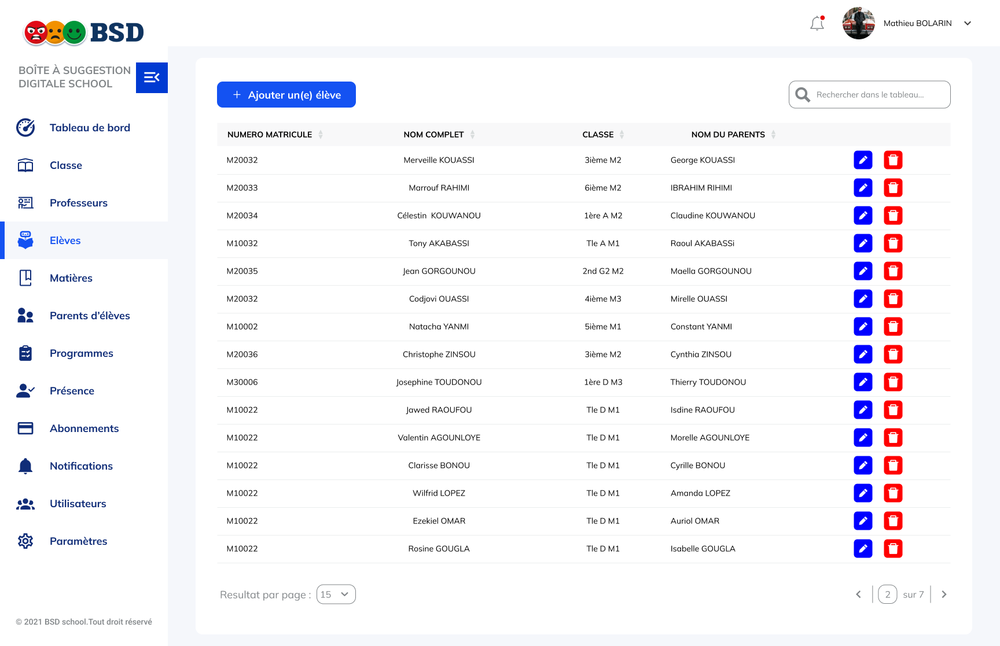 BSD
Mathieu BOLARIN
BOÎTE À SUGGESTION
DIGITALE SCHOOL
Tableau de bord
Classe
Professeurs
Elèves
Matières
Parents d’élèves
Programmes
Présence
Abonnements
Notifications
Utilisateurs
Paramètres
© 2021 BSD school.Tout droit réservé
+ Ajouter un(e) élève
Rechercher dans le tableau...
NUMERO MATRICULE NOM COMPLET CLASSE NOM DU PARENTS
M20032 Merveille KOUASSI 3ième M2 George KOUASSI
M20033 Marrouf RAHIMI 6ième M2 IBRAHIM RIHIMI
M20034 Célestin  KOUWANOU 1ère A M2 Claudine KOUWANOU
M10032 Tony AKABASSI Tle A M1 Raoul AKABASSi
M20035 Jean GORGOUNOU 2nd G2 M2 Maella GORGOUNOU
M20032 Codjovi OUASSI 4ième M3 Mirelle OUASSI
M10002 Natacha YANMI 5ième M1 Constant YANMI
M20036 Christophe ZINSOU 3ième M2 Cynthia ZINSOU
M30006 Josephine TOUDONOU 1ère D M3 Thierry TOUDONOU
M10022 Jawed RAOUFOU Tle D M1 Isdine RAOUFOU
M10022 Valentin AGOUNLOYE Tle D M1 Morelle AGOUNLOYE
M10022 Clarisse BONOU Tle D M1 Cyrille BONOU
M10022 Wilfrid LOPEZ Tle D M1 Amanda LOPEZ
M10022 Ezekiel OMAR Tle D M1 Auriol OMAR
M10022 Rosine GOUGLA Tle D M1 Isabelle GOUGLA
Resultat par page : 15
2 sur 7